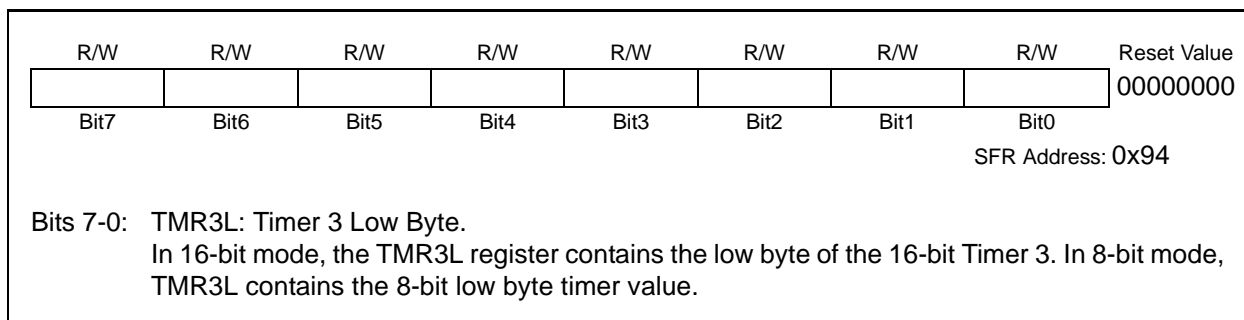 R/W R/W R/W R/W R/W R/W R/W R/W Reset Value
00000000
Bit7 Bit6 Bit5 Bit4 Bit3 Bit2 Bit1 Bit0
SFR Address: 0x94
Bits 7-0: TMR3L: Timer 3 Low Byte.
In 16-bit mode, the TMR3L register contains the low byte of the 16-bit Timer 3. In 8-bit mode,
TMR3L contains the 8-bit low byte timer value.